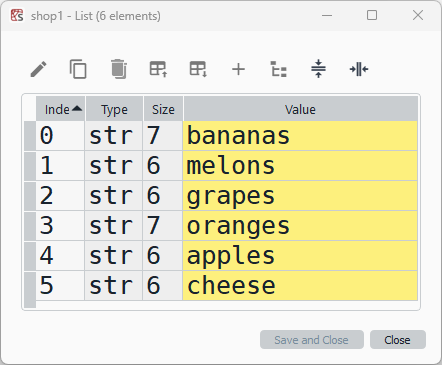 shop1 - List (6 elements)
Inde Type Size Value
0 str 7 bananas
1 str 6 melons
2 str 6 grapes
3 str 7 oranges
4 str 6 apples
5 str 6 cheese
Save and Close Close